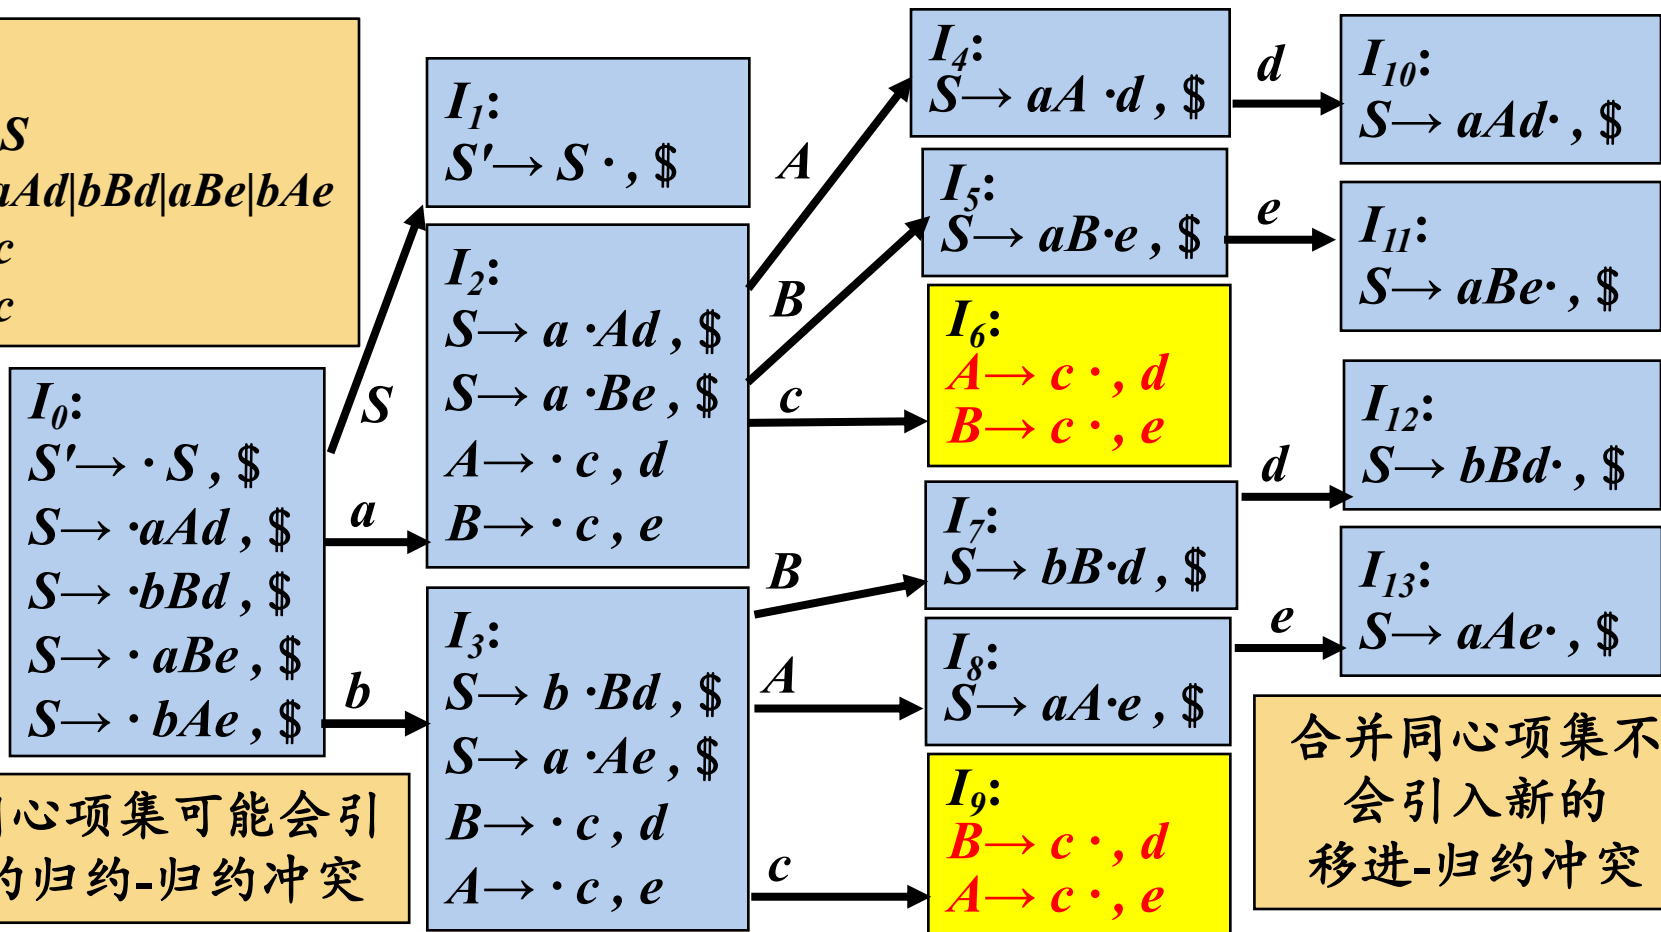 S
aAd|bBd|aBe|bAe
c
c
I0:
S'→ · S , $
S→ ·aAd , $
S→ ·bBd , $
S→ · aBe , $
S→ · bAe , $
心项集可能会引
的归约-归约冲突
S
a
b
I1:
S'→ S · , $
I2:
S→ a ·Ad , $
S→ a ·Be , $
A→ · c , d
B→ · c , e
I3:
S→ b ·Bd , $
S→ a ·Ae , $
B→ · c , d
A→ · c , e
A
B
c
B
A
c
I4:
S→ aA ·d , $
I5:
S→ aB·e , $
I6:
A→ c · , d
B→ c · , e
I7:
S→ bB·d , $
I8:
S→ aA·e , $
I9:
B→ c · , d
A→ c · , e
d
e
d
e
I10:
S→ aAd· , $
I11:
S→ aBe· , $
I12:
S→ bBd· , $
I13:
S→ aAe· , $
合并同心项集不
会引入新的
移进-归约冲突